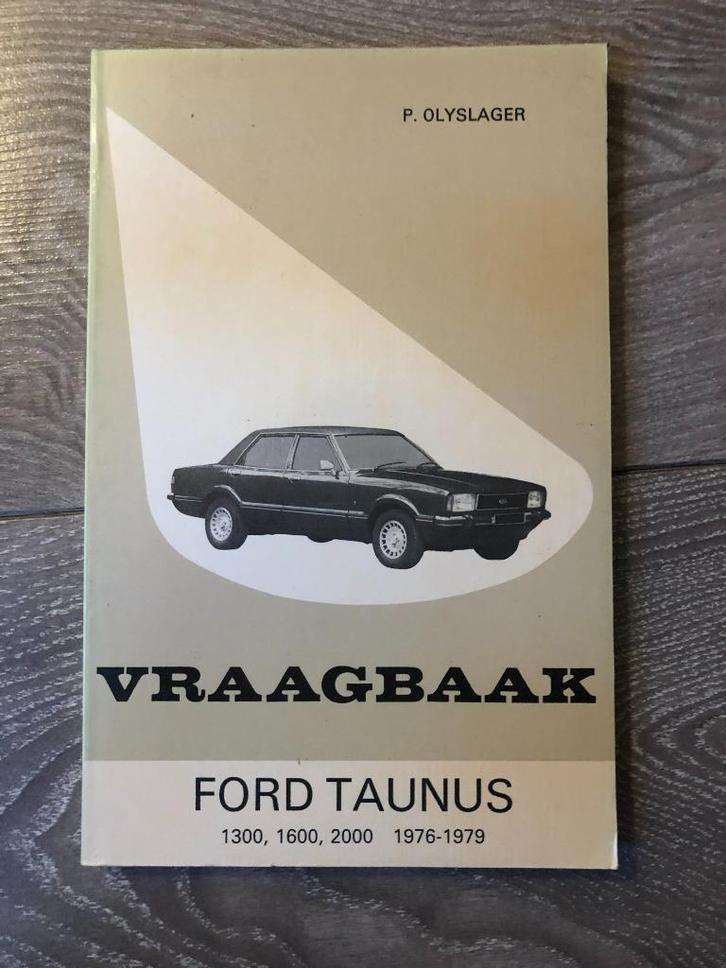 P. OLYSLAGER
VRAAGBAAK
FORD TAUNUS
1300, 1600, 2000 1976-1979